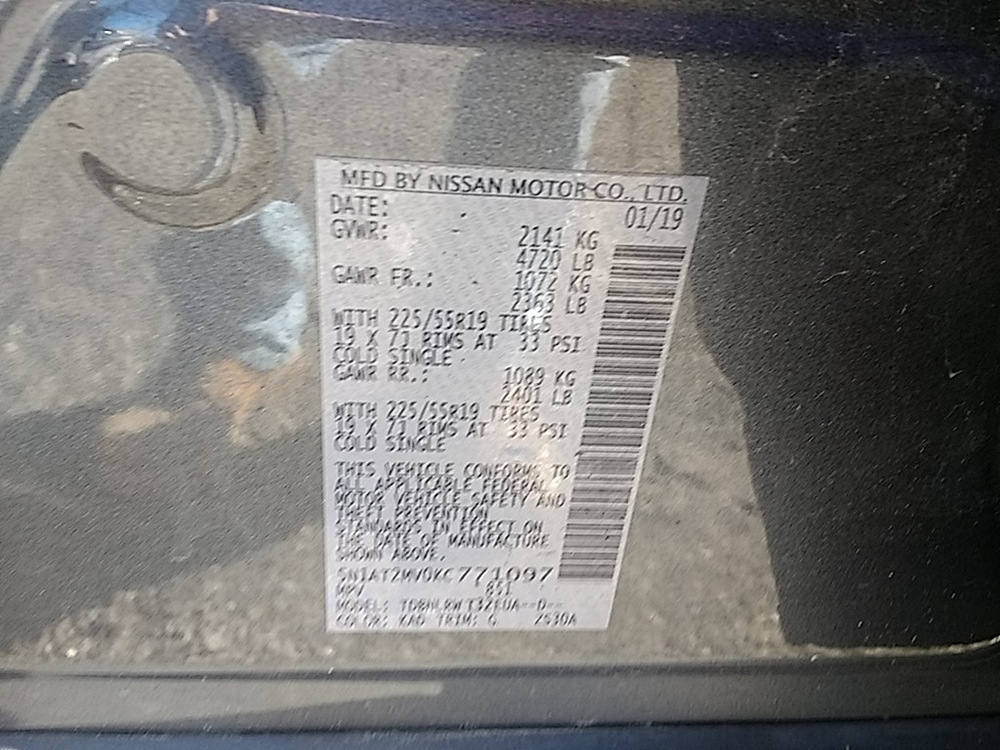 MFD BY NISSAN MOTOR CO., LTD.
DATE: 01/19
GVWR: 2141 KG
4720 LB
GAWR FR.: 1072 KG
2363 LB
WITH 225/55R19 TIRES
19 X 7J RIMS AT 33 PSI
COLD SINGLE
GAWR RR.: 1089 KG
2401 LB
WITH 225/55R19 TIRES
19 X 7J RIMS AT 33 PSI
COLD SINGLE
THIS VEHICLE CONFORMS TO
ALL APPLICABLE FEDERAL
MOTOR VEHICLE SAFETY AND
THEFT PREVENTION
STANDARDS IN EFFECT ON
THE DATE OF MANUFACTURE
SHOWN ABOVE.
5N1AT2MV0KC771097
MPV 851
MODEL:
COLOR: KAD TRIM: G